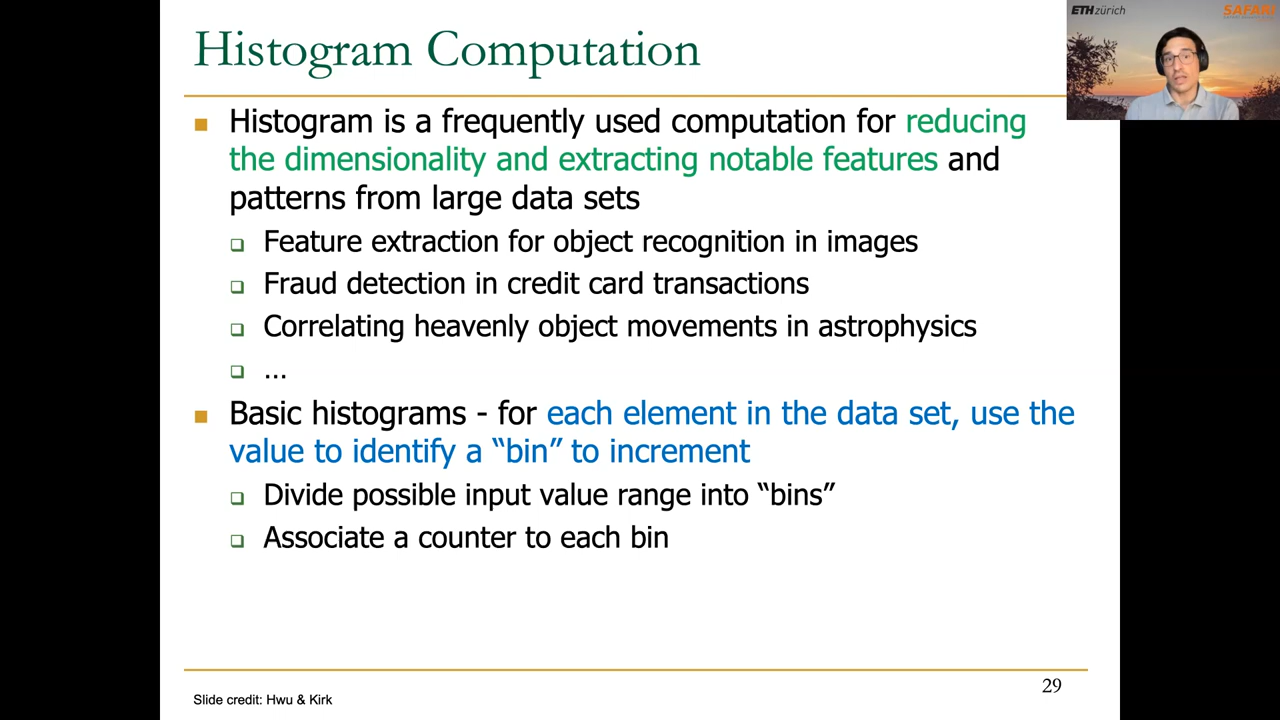 Histogram Computation
ETH zürich
SAFARI
Histogram is a frequently used computation for reducing
the dimensionality and extracting notable features and
patterns from large data sets
Feature extraction for object recognition in images
Fraud detection in credit card transactions
Correlating heavenly object movements in astrophysics
...
Basic histograms - for each element in the data set, use the
value to identify a “bin” to increment
Divide possible input value range into “bins”
Associate a counter to each bin
29
Slide credit: Hwu & Kirk